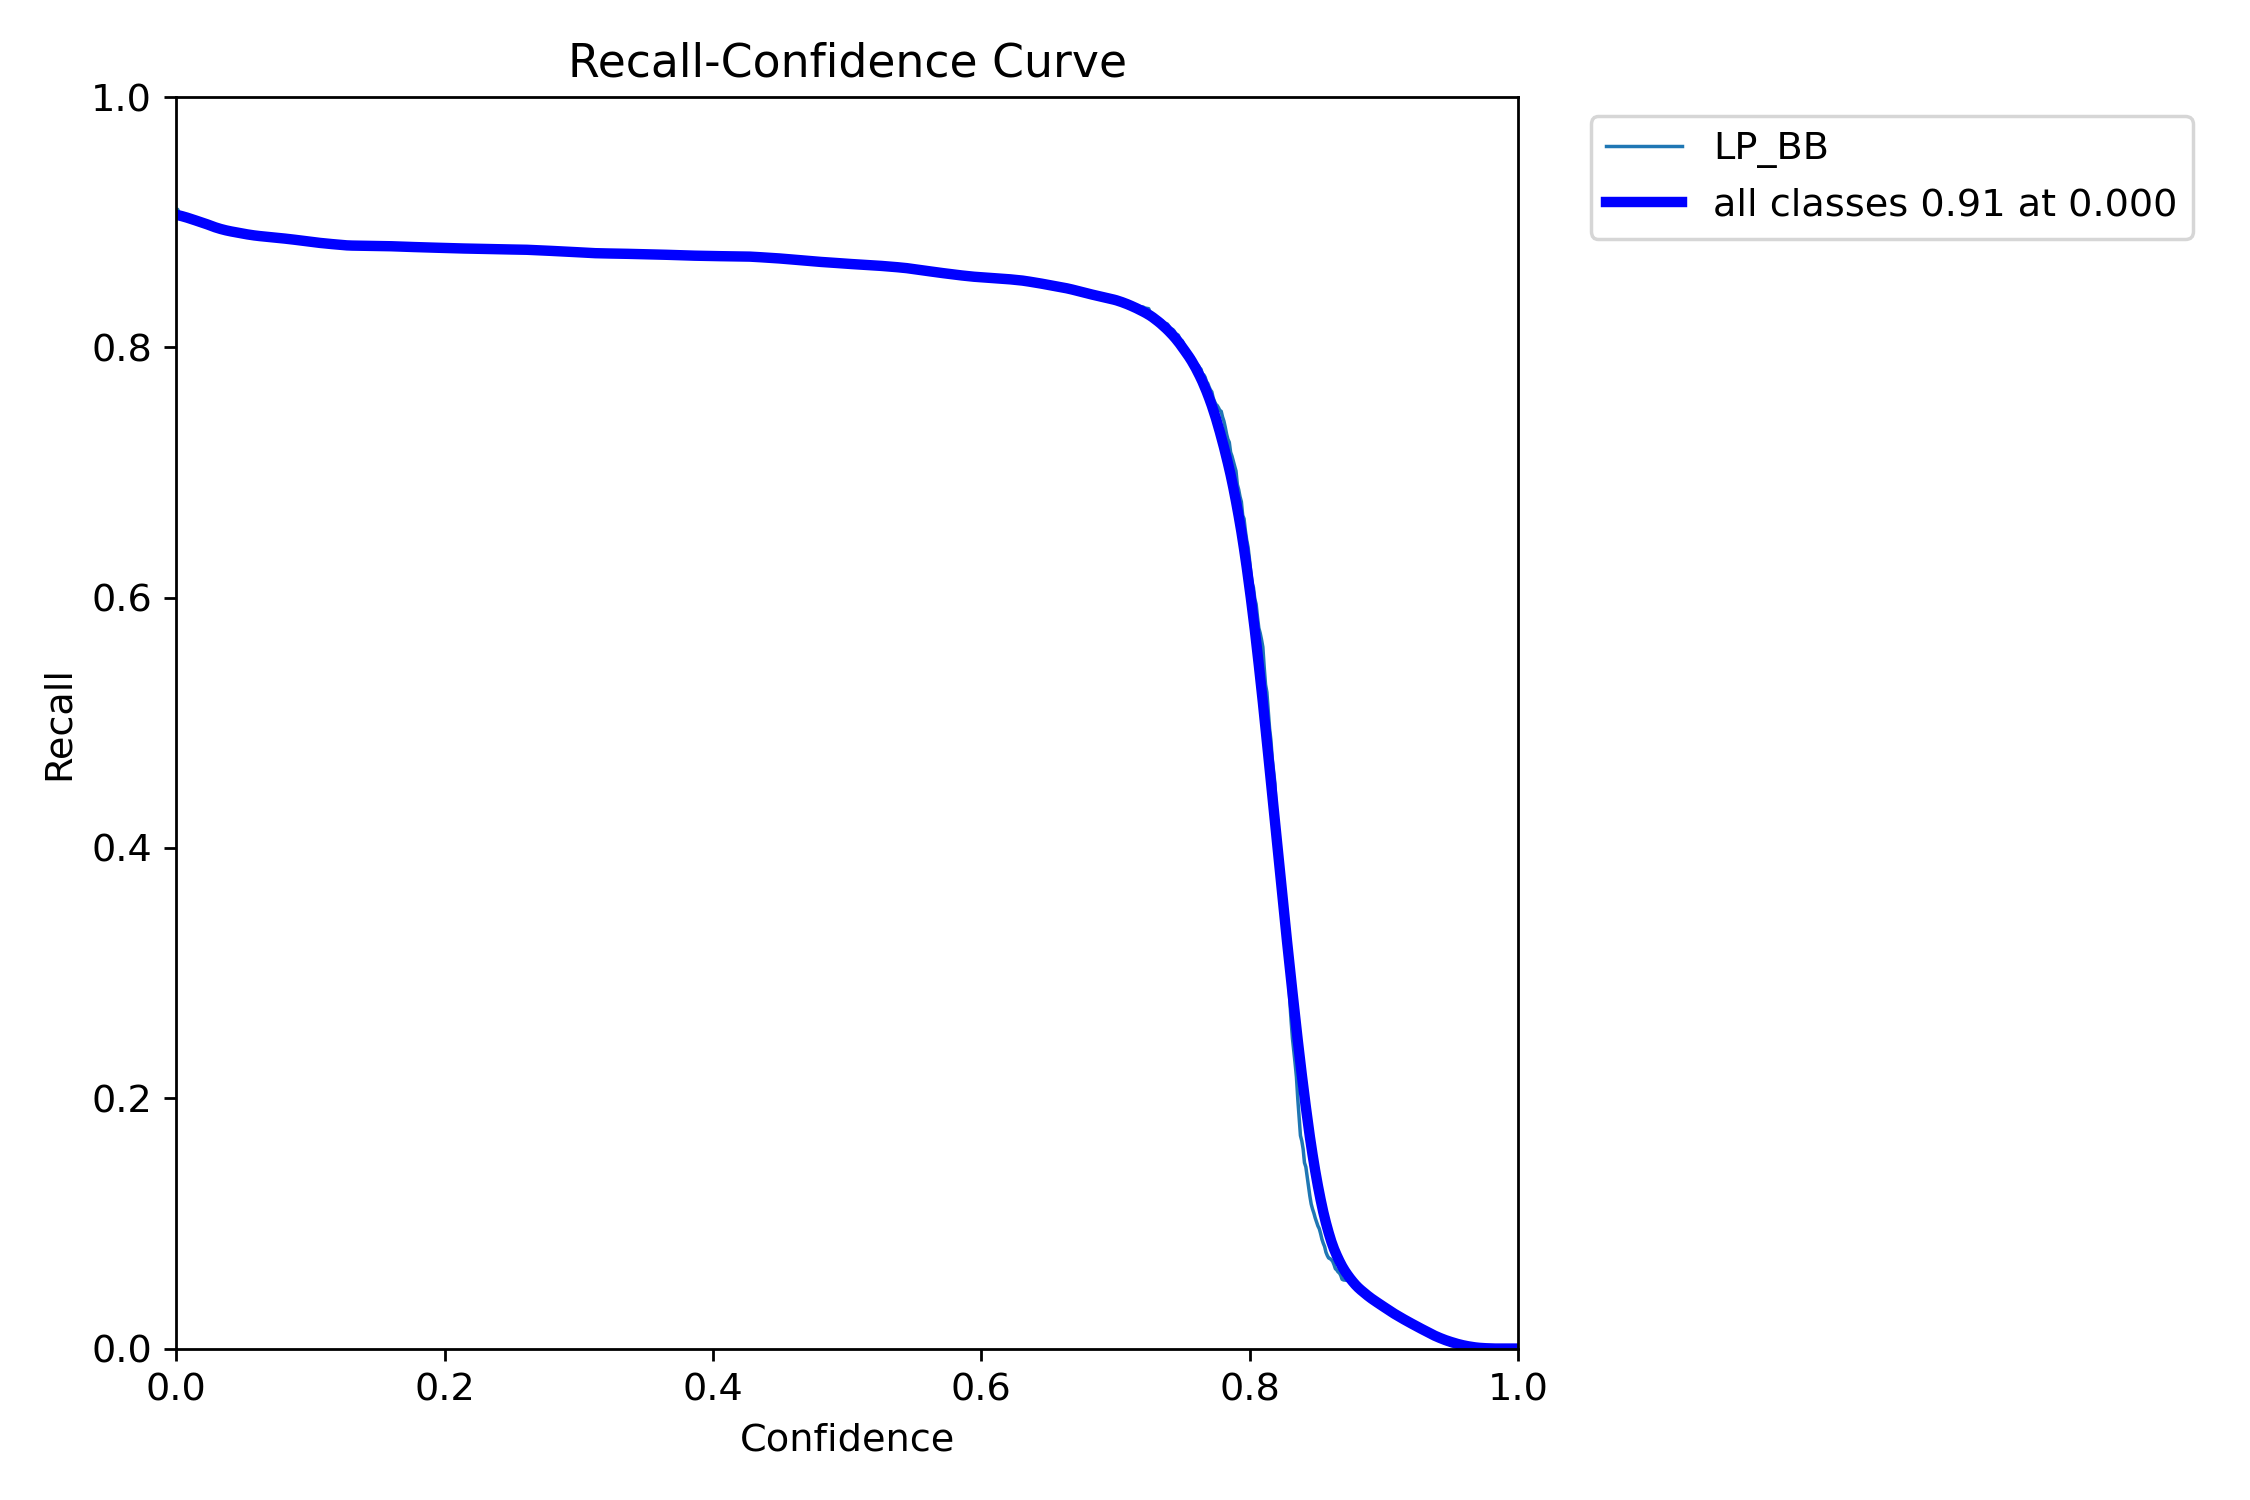 Recall-Confidence Curve
1.0
0.8
0.6
0.4
0.2
0.0
Recall
0.0 0.2 0.4 0.6 0.8 1.0
Confidence
LP_BB
all classes 0.91 at 0.000